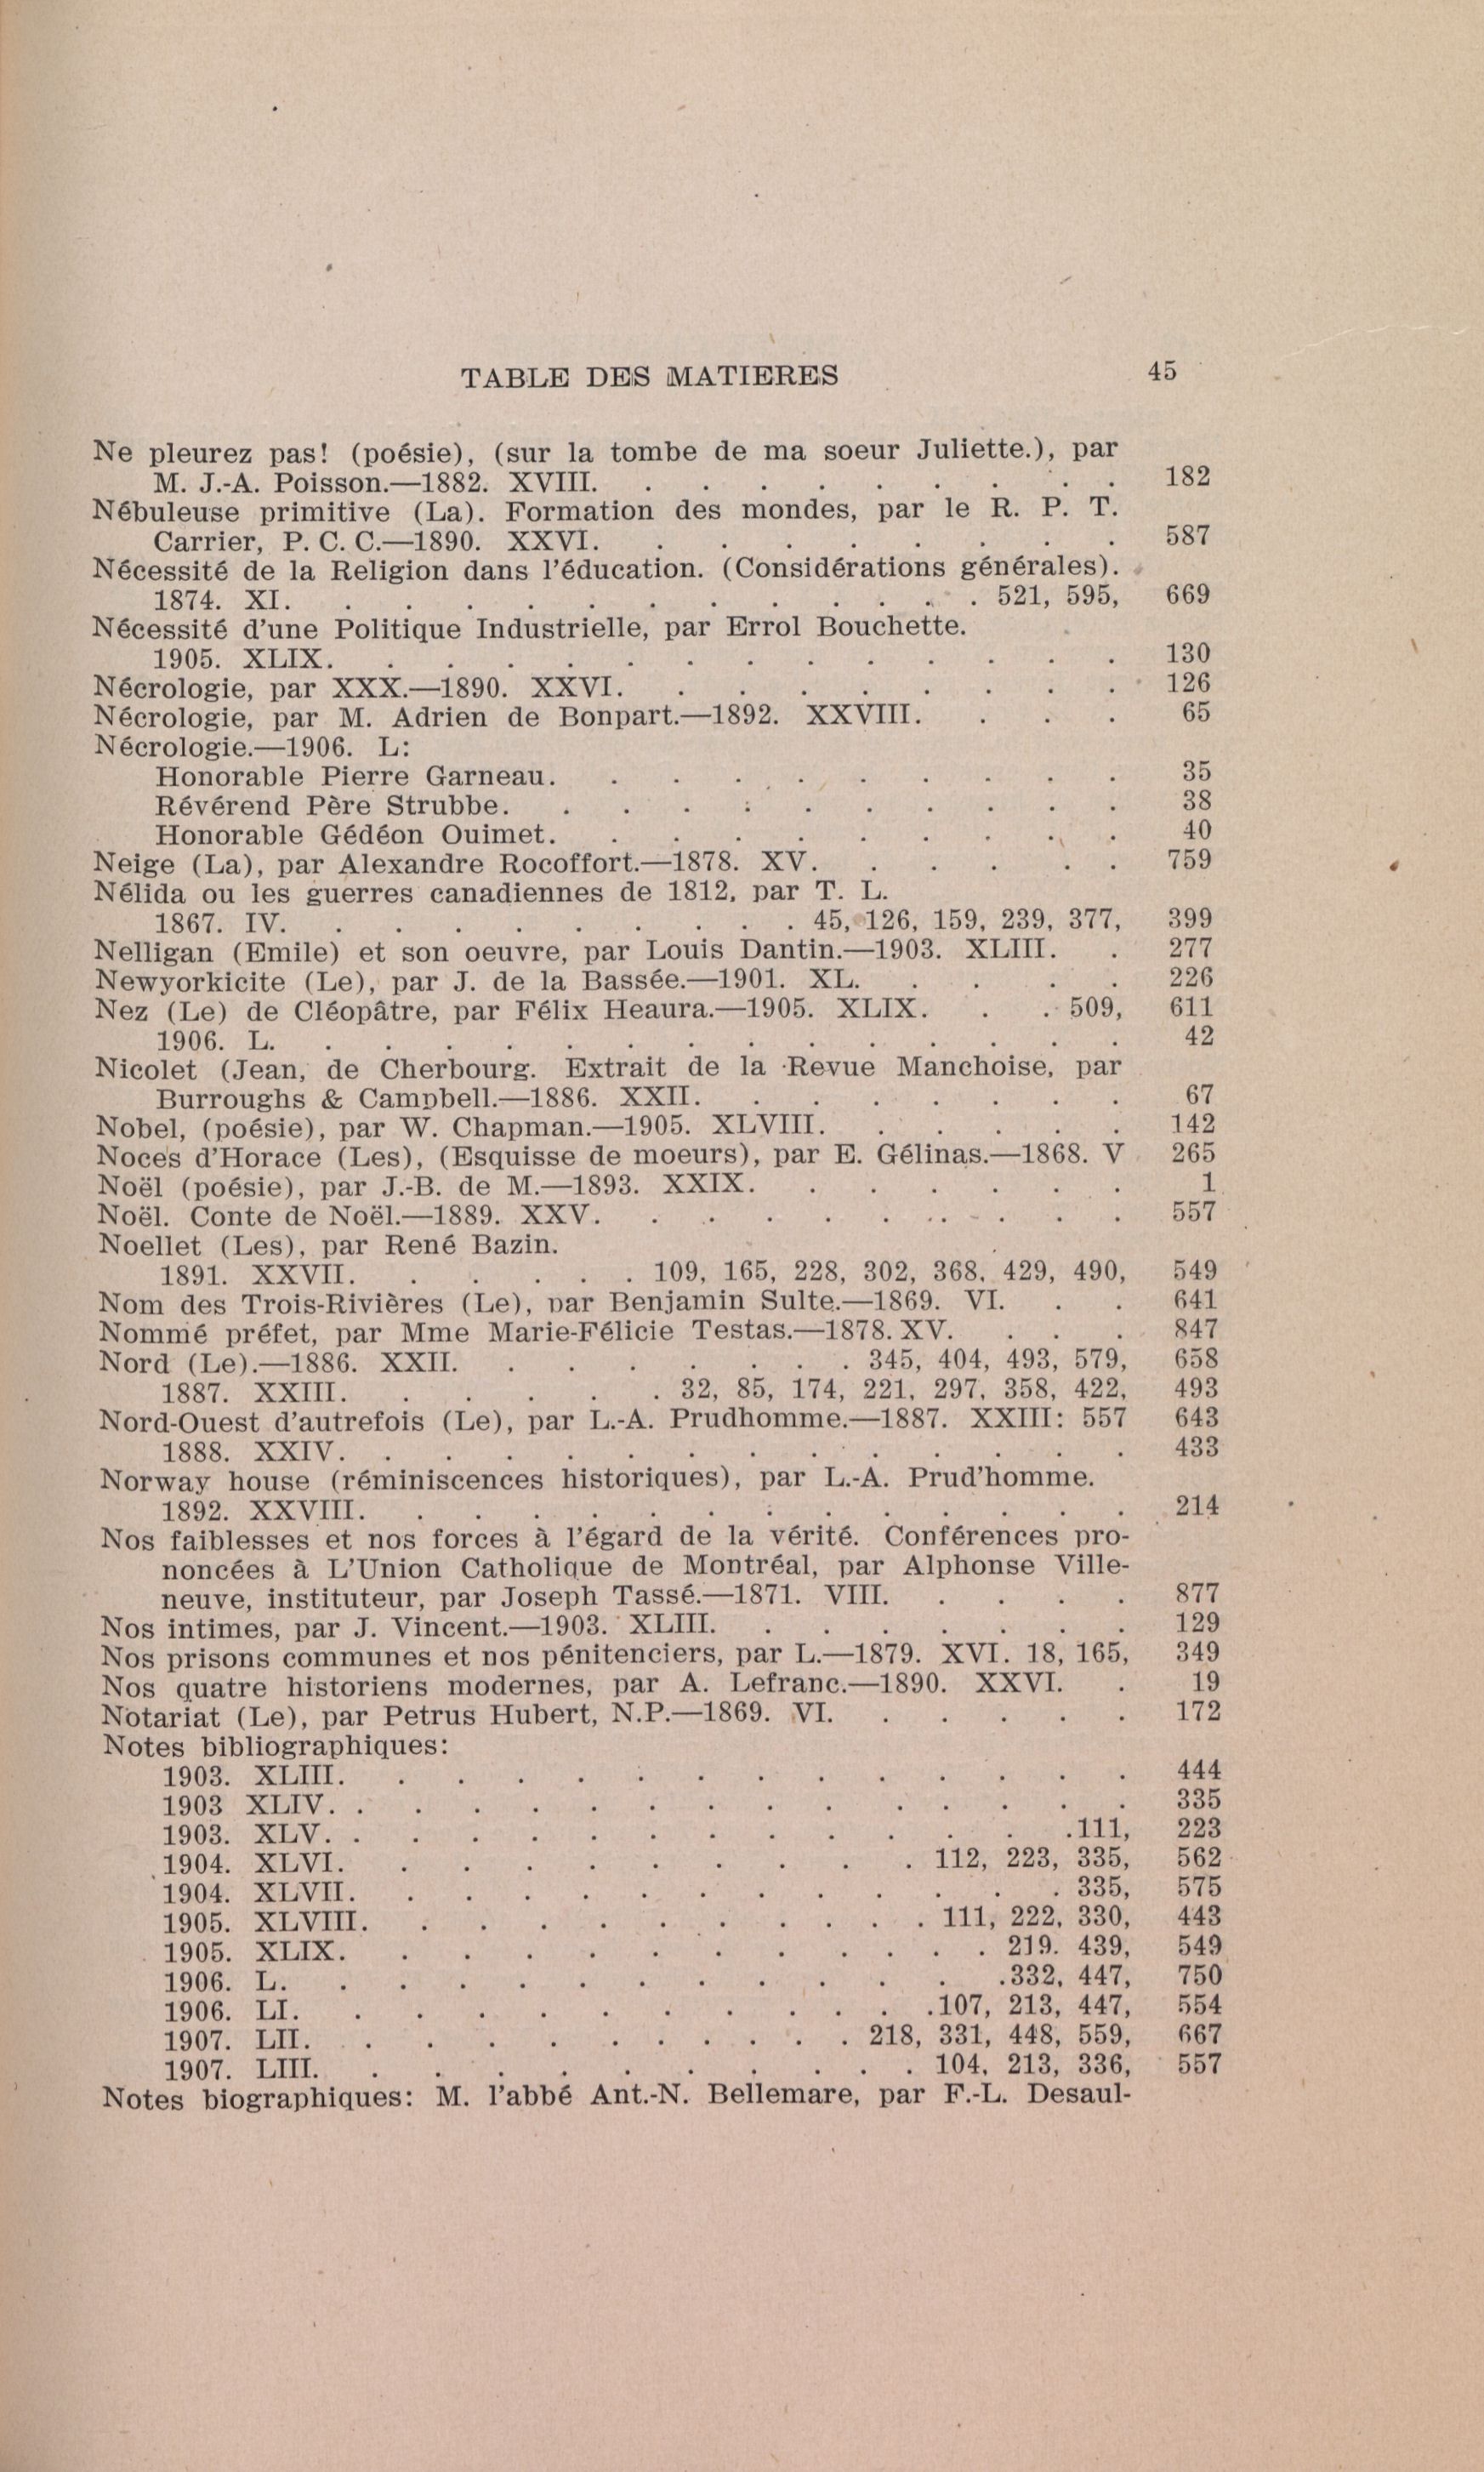 TABLE DES MATIERES 45
Ne pleurez pas! (poésie), (sur la tombe de ma soeur Juliette.), par
M. J.-A. Poisson.—1882. XVIII. . . . . . . . . . 182
Nébuleuse primitive (La). Formation des mondes, par le R. P. T.
Carrier, P. C. C.—1890. XXVI. . . . . . . . . 587
Nécessité de la Religion dans l'éducation. (Considérations générales).
1874. XI. . . . . . . . . . . . . 521, 595, 669
Nécessité d'une Politique Industrielle, par Errol Bouchette.
1905. XLIX. . . . . . . . . . . . . . 130
Nécrologie, par XXX.—1890. XXVI. . . . . . . . . 126
Nécrologie, par M. Adrien de Bonpart.—1892. XXVIII. . . . 65
Nécrologie.—1906. L:
Honorable Pierre Garneau. . . . . . . . . . 35
Révérend Père Strubbe. . . . . . . . . . . 38
Honorable Gédéon Ouimet. . . . . . . . . . 40
Neige (La), par Alexandre Rocoffort.—1878. XV. . . . . . 759
Nélida ou les guerres canadiennes de 1812, par T. L.
1867. IV. . . . . . . . . . 45, 126, 159, 239, 377, 399
Nelligan (Emile) et son oeuvre, par Louis Dantin.—1903. XLIII. . 277
Newyorkicite (Le), par J. de la Bassée.—1901. XL. . . . . 226
Nez (Le) de Cléopâtre, par Félix Heaura.—1905. XLIX. . . 509, 611
1906. L. . . . . . . . . . . . . . . 42
Nicolet (Jean, de Cherbourg. Extrait de la Revue Manchoise, par
Burroughs & Campbell.—1886. XXII. . . . . . . . 67
Nobel, (poésie), par W. Chapman.—1905. XLVIII. . . . . . 142
Noces d'Horace (Les), (Esquisse de moeurs), par E. Gélinas.—1868. V 265
Noël (poésie), par J.-B. de M.—1893. XXIX. . . . . . . 1
Noël. Conte de Noël.—1889. XXV. . . . . . . . . . 557
Noellet (Les), par René Bazin.
1891. XXVII. . . . . . 109, 165, 228, 302, 368, 429, 490, 549
Nom des Trois-Rivières (Le), par Benjamin Sulte.—1869. VI. . . 641
Nommé préfet, par Mme Marie-Félicie Testas.—1878. XV. . . . 847
Nord (Le).—1886. XXII. . . . . . . . 345, 404, 493, 579, 658
1887. XXIII. . . . . . 32, 85, 174, 221, 297, 358, 422, 493
Nord-Ouest d'autrefois (Le), par L.-A. Prudhomme.—1887. XXIII: 557 643
1888. XXIV. . . . . . . . . . . . . . 433
Norway house (réminiscences historiques), par L.-A. Prud'homme.
1892. XXVIII. . . . . . . . . . . . . 214
Nos faiblesses et nos forces à l'égard de la vérité. Conférences pro-
noncées à L'Union Catholique de Montréal, par Alphonse Ville-
neuve, instituteur, par Joseph Tassé.—1871. VIII. . . . . 877
Nos intimes, par J. Vincent.—1903. XLIII. . . . . . . . 129
Nos prisons communes et nos pénitenciers, par L.—1879. XVI. 18, 165, 349
Nos quatre historiens modernes, par A. Lefranc.—1890. XXVI. . 19
Notariat (Le), par Petrus Hubert, N.P.—1869. VI. . . . . . 172
Notes bibliographiques:
1903. XLIII. . . . . . . . . . . . . . 444
1903 XLIV. . . . . . . . . . . . . . . 335
1903. XLV. . . . . . . . . . . . . .111, 223
1904. XLVI. . . . . . . . . . . 112, 223, 335, 562
1904. XLVII. . . . . . . . . . . . . 335, 575
1905. XLVIII. . . . . . . . . . . 111, 222, 330, 443
1905. XLIX. . . . . . . . . . . . 219. 439, 549
1906. L. . . . . . . . . . . . .332, 447, 750
1906. LI. . . . . . . . . . . .107, 213, 447, 554
1907. LII. . . . . . . . . . 218, 331, 448, 559, 667
1907. LIII. . . . . . . . . . . 104, 213, 336, 557
Notes biographiques: M. l'abbé Ant.-N. Bellemare, par F.-L. Desaul-